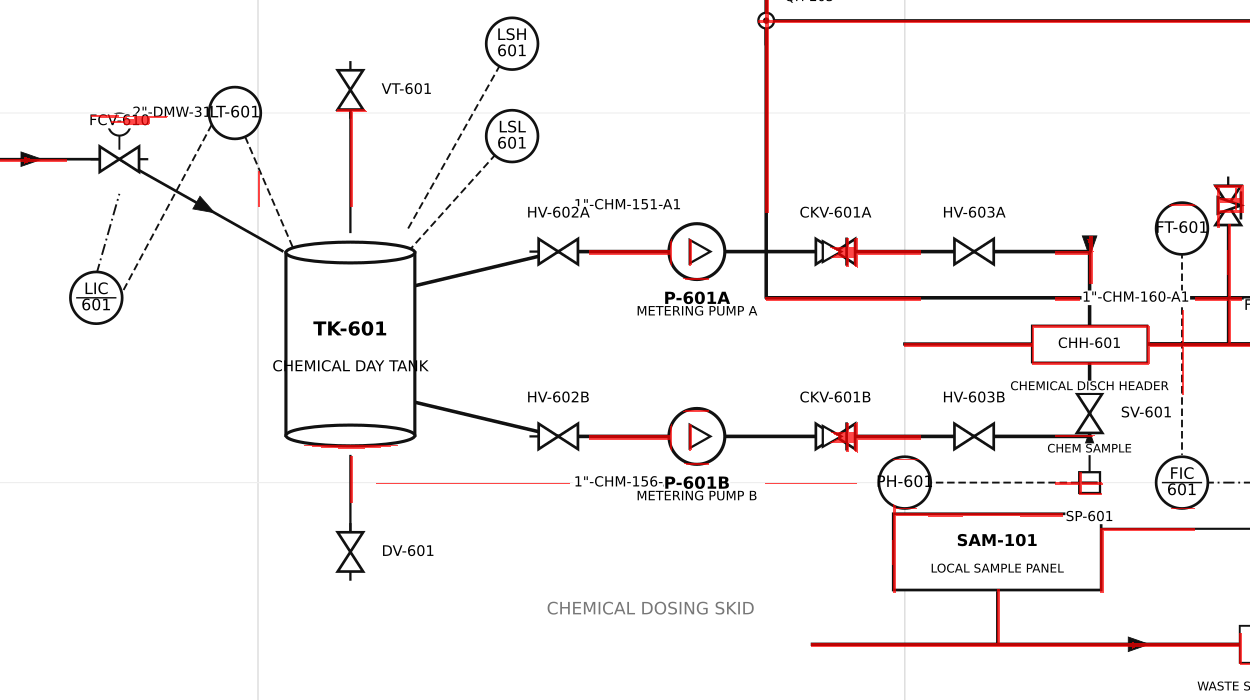 LSH
601
VT-601
2"-DMW-31
LT-601
FCV-610
LSL
601
1"-CHM-151-A1
HV-602A
CKV-601A
HV-603A
FT-601
LIC
601
P-601A
METERING PUMP A
1"-CHM-160-A1
TK-601
CHH-601
CHEMICAL DAY TANK
CHEMICAL DISCH HEADER
HV-602B
CKV-601B
HV-603B
SV-601
CHEM SAMPLE
1"-CHM-156-
P-601B
METERING PUMP B
PH-601
FIC
601
SP-601
SAM-101
LOCAL SAMPLE PANEL
DV-601
CHEMICAL DOSING SKID
WASTE S